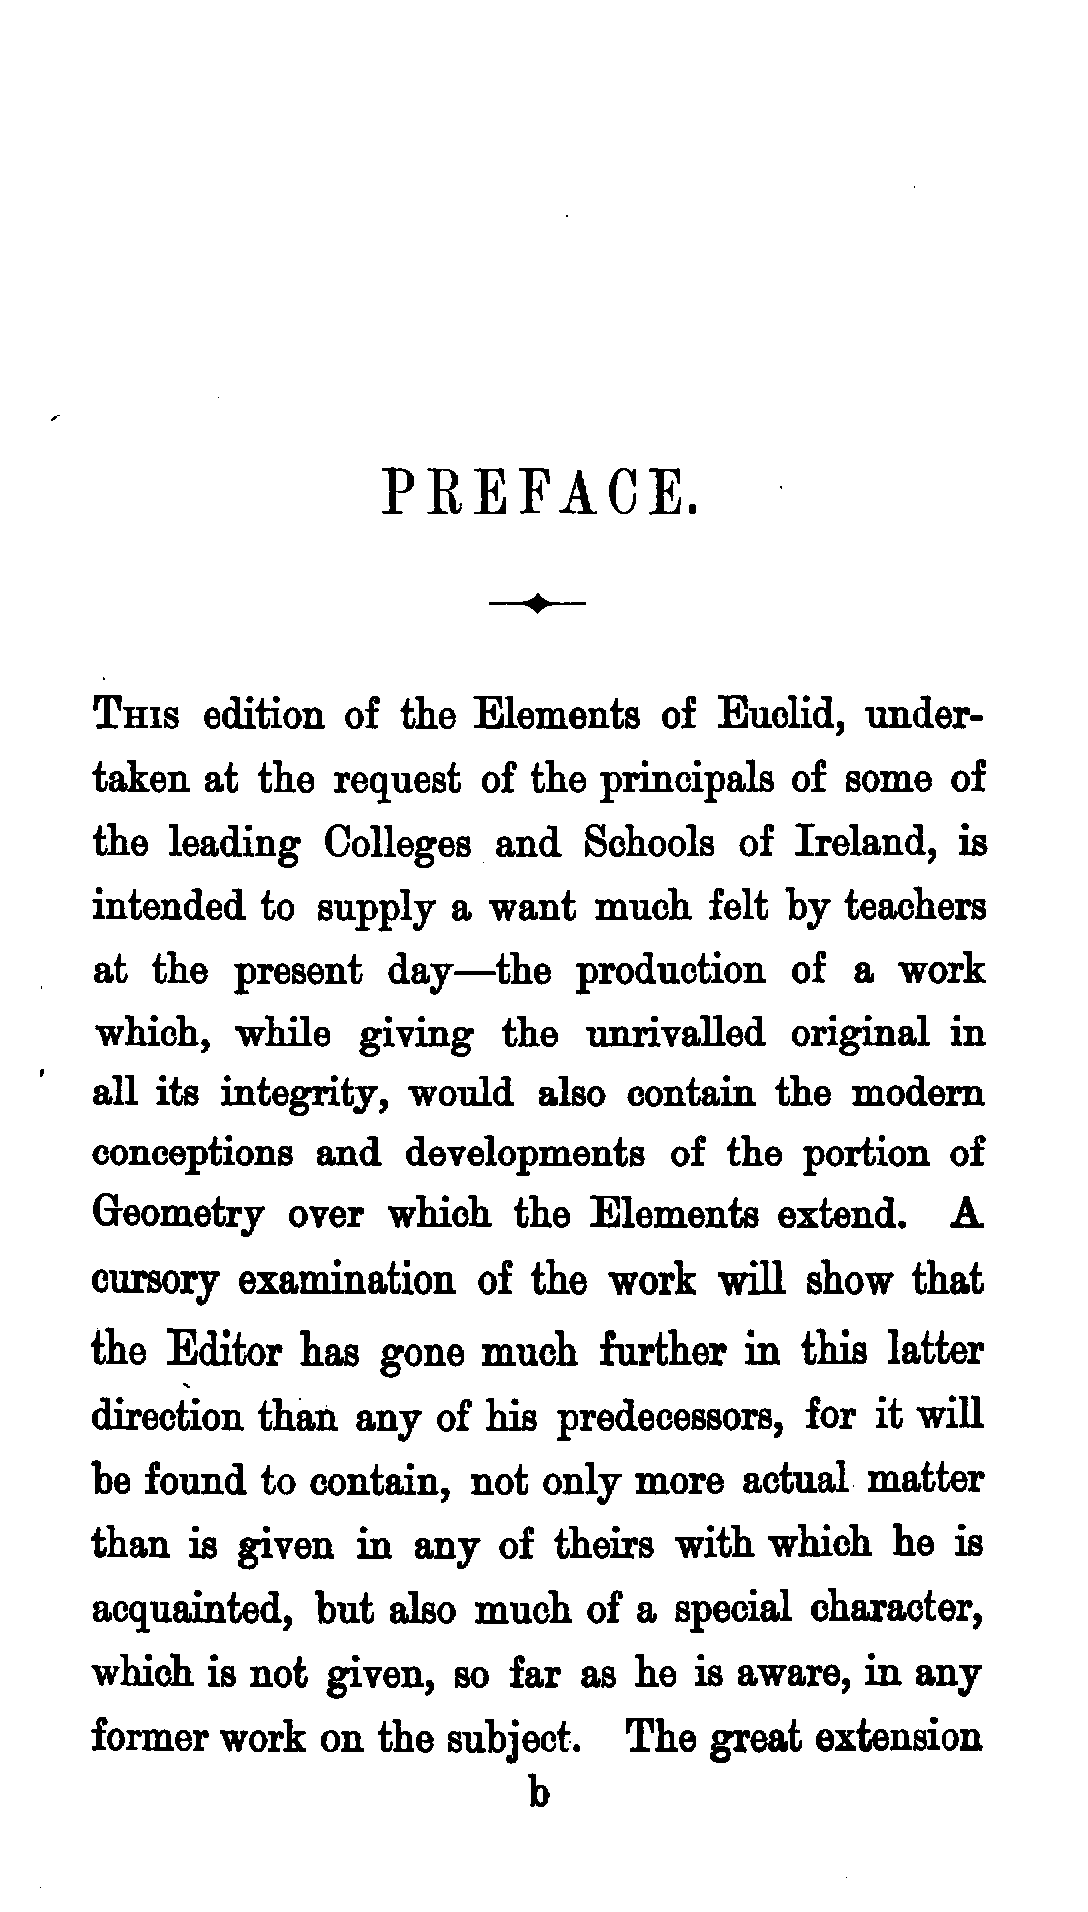 PREFACE.
This edition of the Elements of Euclid, under-
taken at the request of the principals of some of
the leading Colleges and Schools of Ireland, is
intended to supply a want much felt by teachers
at the present day—the production of a work
which, while giving the unrivalled original in
all its integrity, would also contain the modern
conceptions and developments of the portion of
Geometry over which the Elements extend. A
cursory examination of the work will show that
the Editor has gone much further in this latter
direction than any of his predecessors, for it will
be found to contain, not only more actual matter
than is given in any of theirs with which he is
acquainted, but also much of a special character,
which is not given, so far as he is aware, in any
former work on the subject. The great extension
b